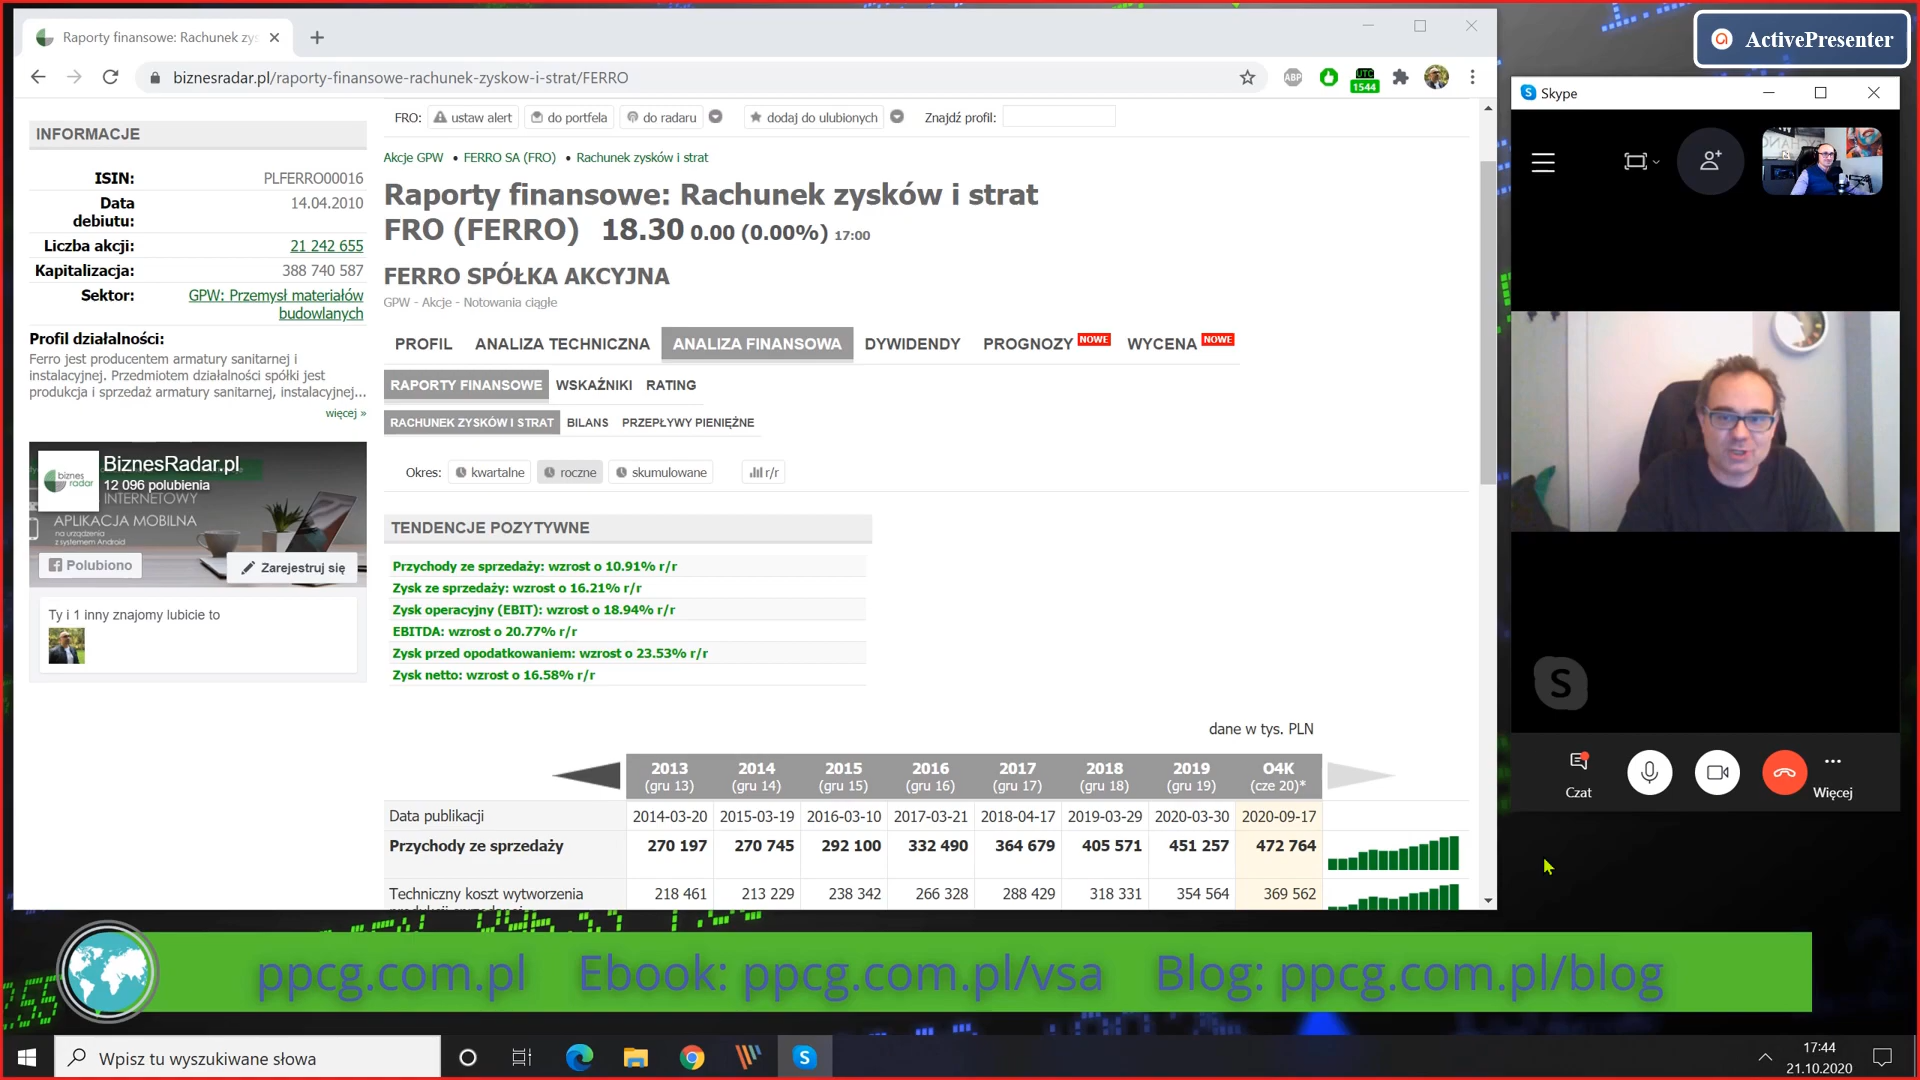 Raporty finansowe: Rachunek zys
ActivePresenter
biznesradar.pl/raporty-finansowe-rachunek-zyskow-i-strat/FERRO
ABP
UTC
1544
Skype
INFORMACJE
ISIN: PLFERRO00016
Data debiutu: 14.04.2010
Liczba akcji: 21 242 655
Kapitalizacja: 388 740 587
Sektor: GPW: Przemysł materiałów
budowlanych
Profil działalności:
Ferro jest producentem armatury sanitarnej i
instalacyjnej. Przedmiotem działalności spółki jest
produkcja i sprzedaż armatury sanitarnej, instalacyjnej...
więcej »
biznes
radar
BiznesRadar.pl
12 096 polubienia
INTERNETOWY
APLIKACJA MOBILNA
na urządzenia
z systemem Android
Polubiono
Zarejestruj się
Ty i 1 inny znajomy lubicie to
FRO: ustaw alert do portfela do radaru dodaj do ulubionych Znajdź profil:
Akcje GPW • FERRO SA (FRO) • Rachunek zysków i strat
Raporty finansowe: Rachunek zysków i strat
FRO (FERRO) 18.30 0.00 (0.00%) 17:00
FERRO SPÓŁKA AKCYJNA
GPW - Akcje - Notowania ciągłe
PROFIL ANALIZA TECHNICZNA ANALIZA FINANSOWA DYWIDENDY PROGNOZY NOWE WYCENA NOWE
RAPORTY FINANSOWE WSKAŹNIKI RATING
RACHUNEK ZYSKÓW I STRAT BILANS PRZEPŁYWY PIENIĘŻNE
Okres: kwartalne roczne skumulowane r/r
TENDENCJE POZYTYWNE
Przychody ze sprzedaży: wzrost o 10.91% r/r
Zysk ze sprzedaży: wzrost o 16.21% r/r
Zysk operacyjny (EBIT): wzrost o 18.94% r/r
EBITDA: wzrost o 20.77% r/r
Zysk przed opodatkowaniem: wzrost o 23.53% r/r
Zysk netto: wzrost o 16.58% r/r
dane w tys. PLN
2013 2014 2015 2016 2017 2018 2019 O4K
(gru 13) (gru 14) (gru 15) (gru 16) (gru 17) (gru 18) (gru 19) (cze 20)*
Data publikacji 2014-03-20 2015-03-19 2016-03-10 2017-03-21 2018-04-17 2019-03-29 2020-03-30 2020-09-17
Przychody ze sprzedaży 270 197 270 745 292 100 332 490 364 679 405 571 451 257 472 764
Techniczny koszt wytworzenia 218 461 213 229 238 342 266 328 288 429 318 331 354 564 369 562
Czat
Więcej
ppcg.com.pl Ebook: ppcg.com.pl/vsa Blog: ppcg.com.pl/blog
Wpisz tu wyszukiwane słowa
17:44
21.10.2020